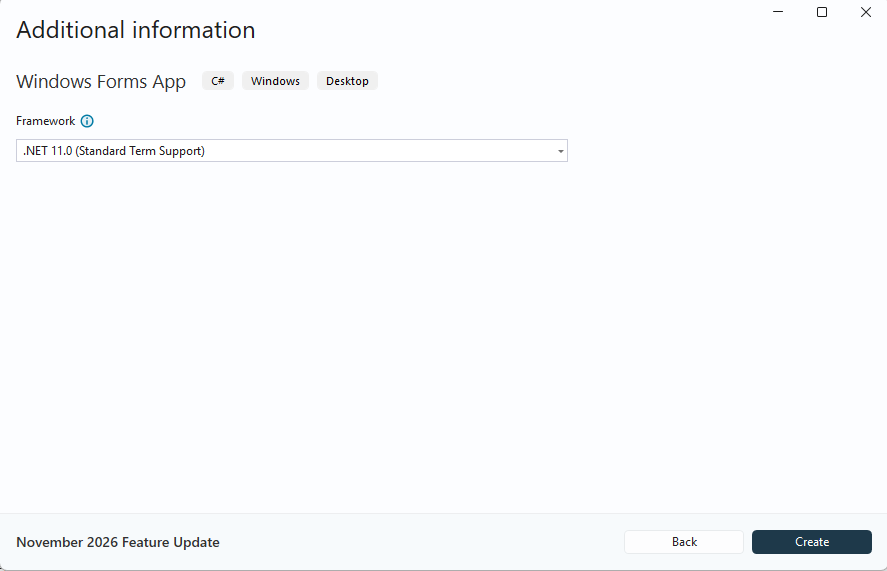 Additional information
Windows Forms App C# Windows Desktop
Framework
.NET 11.0 (Standard Term Support)
November 2026 Feature Update Back Create